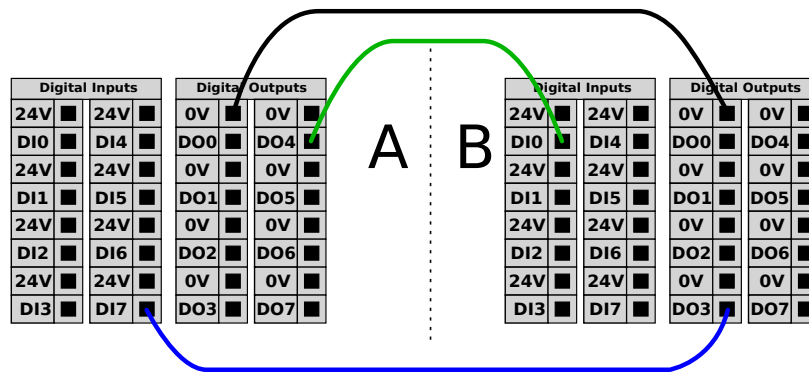 Digital Inputs Digital Outputs Digital Inputs Digital Outputs
24V 24V 0V 0V 24V 24V 0V 0V
DI0 DI4 DO0 DO4 A B DI0 DI4 DO0 DO4
24V 24V 0V 0V 24V 24V 0V 0V
DI1 DI5 DO1 DO5 DI1 DI5 DO1 DO5
24V 24V 0V 0V 24V 24V 0V 0V
DI2 DI6 DO2 DO6 DI2 DI6 DO2 DO6
24V 24V 0V 0V 24V 24V 0V 0V
DI3 DI7 DO3 DO7 DI3 DI7 DO3 DO7